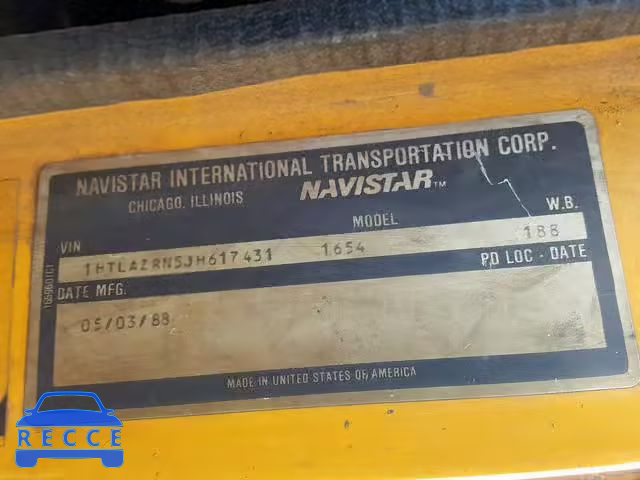 NAVISTAR INTERNATIONAL TRANSPORTATION CORP.
CHICAGO, ILLINOIS NAVISTAR™
VIN MODEL W.B.
1HTLAZRN5JH617431 1654 188
DATE MFG. PD LOC - DATE
05/03/88
MADE IN UNITED STATES OF AMERICA
RECCE